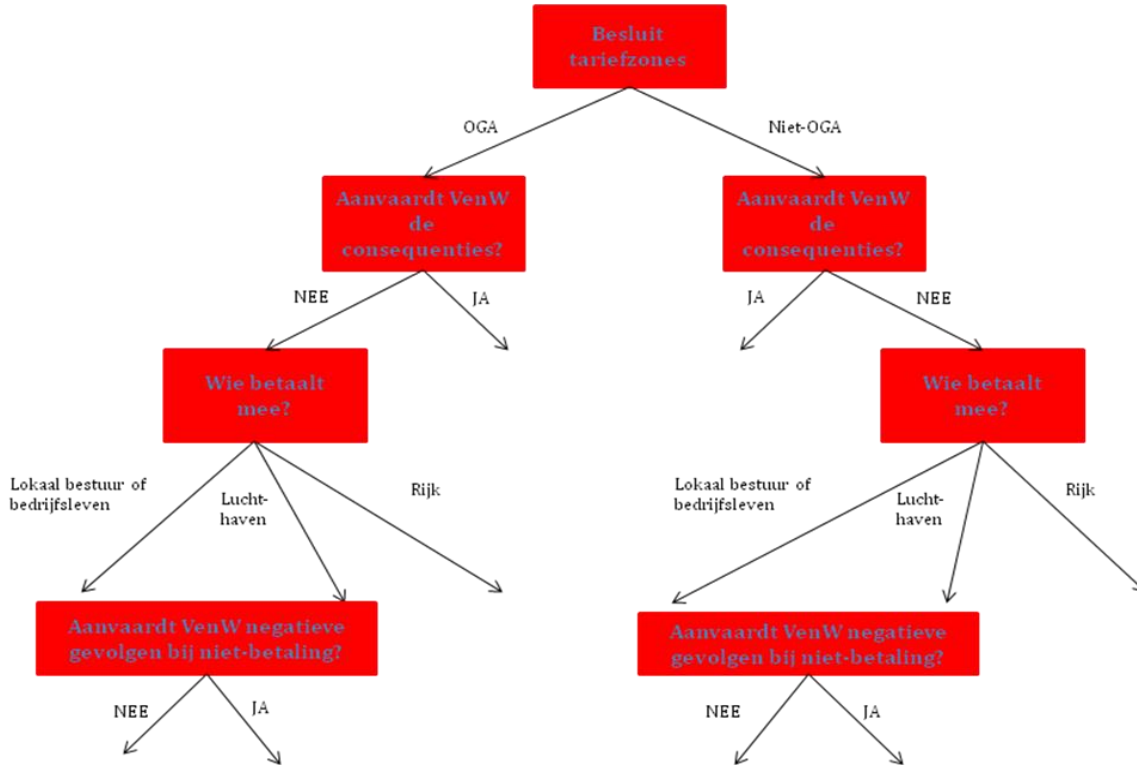 Besluit
tariefzones
OGA
Niet-OGA
Aanvaardt VenW
de
consequenties?
Aanvaardt VenW
de
consequenties?
NEE
JA
JA
NEE
Wie betaalt
mee?
Wie betaalt
mee?
Lokaal bestuur of
bedrijfsleven
Lucht-
haven
Rijk
Lokaal bestuur of
bedrijfsleven
Lucht-
haven
Rijk
Aanvaardt VenW negatieve
gevolgen bij niet-betaling?
Aanvaardt VenW negatieve
gevolgen bij niet-betaling?
NEE
JA
NEE
JA